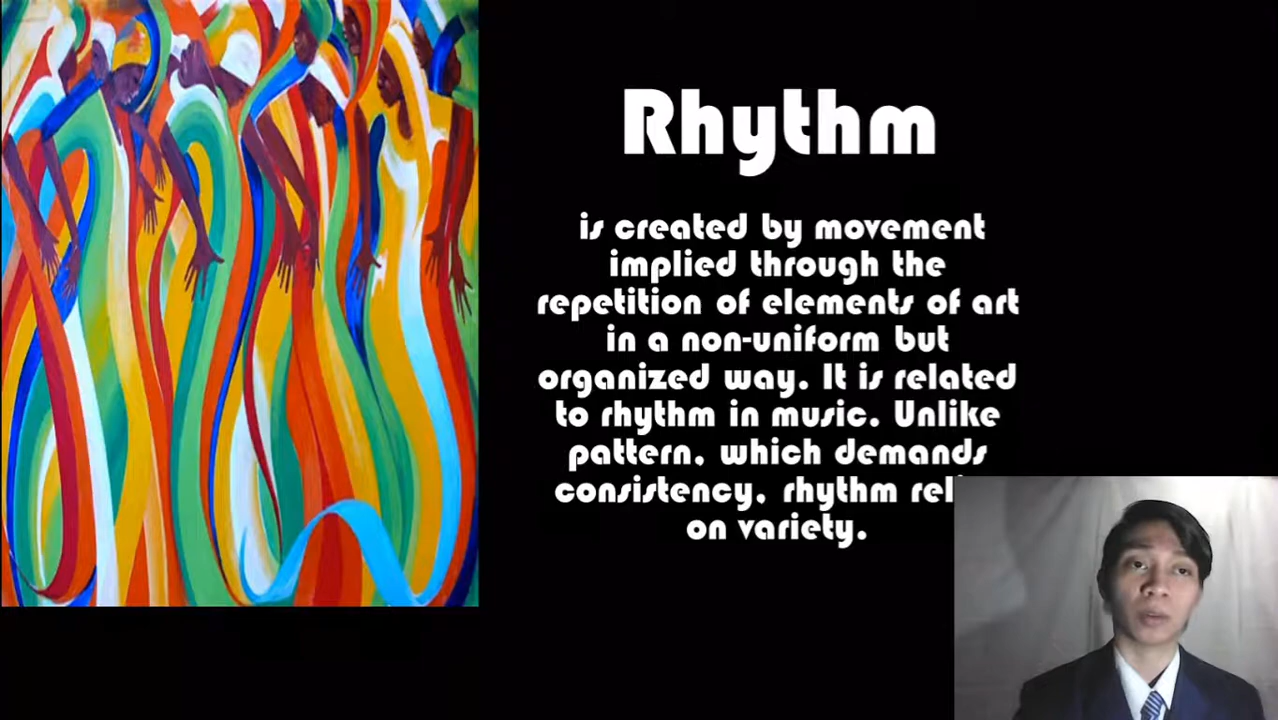 Rhythm
is created by movement
implied through the
repetition of elements of art
in a non-uniform but
organized way. It is related
to rhythm in music. Unlike
pattern, which demands
consistency, rhythm
on variety.